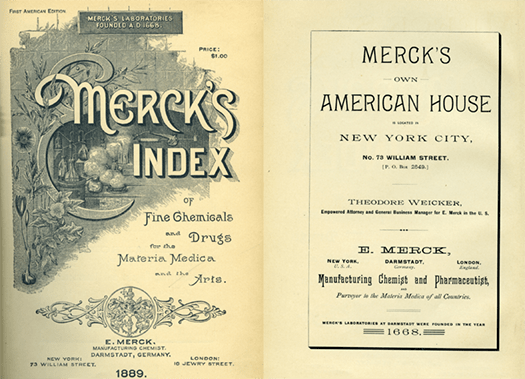 FIRST AMERICAN EDITION
MERCK'S LABORATORIES
FOUNDED A.D. 1668.
PRICE:
$1.00
MERCK'S
INDEX
OF
Fine Chemicals
and
Drugs
for the
Materia Medica
and the
Arts.
E. MERCK.
MANUFACTURING CHEMIST.
DARMSTADT, GERMANY.
NEW YORK:
73 WILLIAM STREET.
LONDON:
16 JEWRY STREET.
1889.
MERCK'S
OWN
AMERICAN HOUSE
IS LOCATED IN
NEW YORK CITY,
No. 73 WILLIAM STREET.
[P. O. Box 2649.]
THEODORE WEICKER,
Empowered Attorney and General Business Manager for E. Merck in the U. S.
E. MERCK,
NEW YORK,
U. S. A.
DARMSTADT,
Germany.
LONDON,
England.
Manufacturing Chemist and Pharmaceutist,
AND
Purveyor in the Materia Medica of all Countries.
MERCK'S LABORATORIES AT DARMSTADT WERE FOUNDED IN THE YEAR
1668.